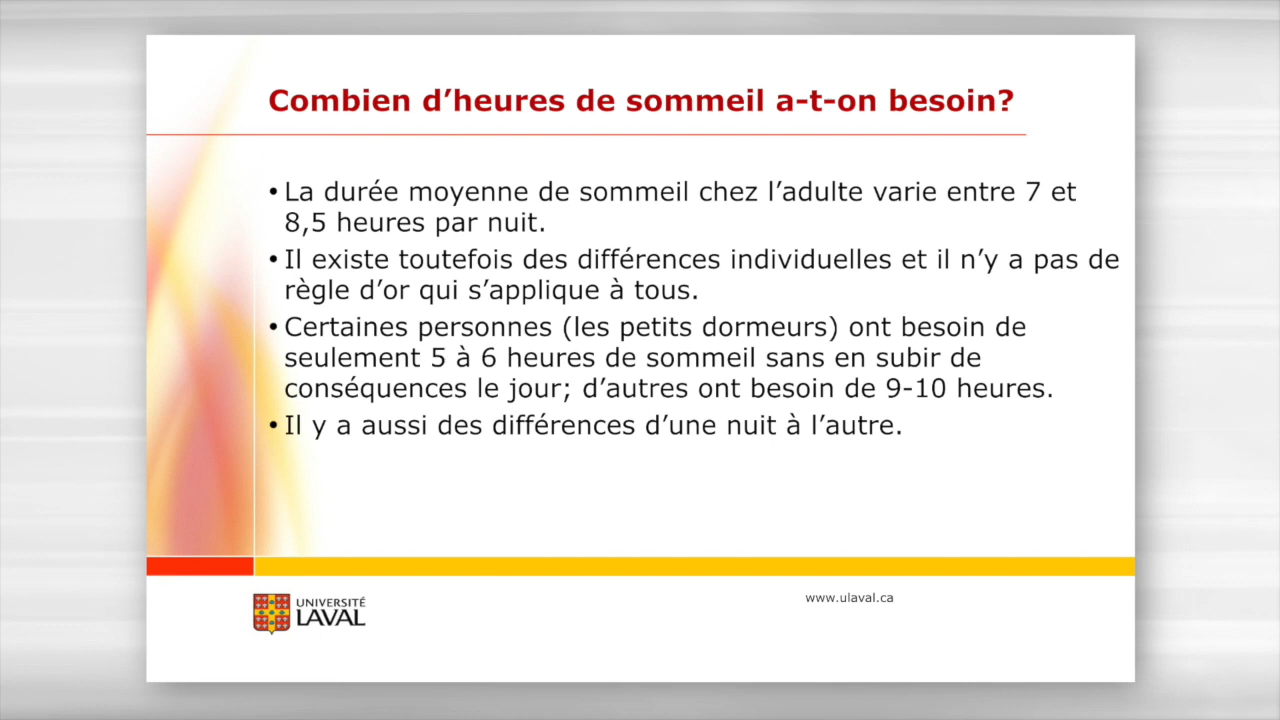 Combien d’heures de sommeil a-t-on besoin?
• La durée moyenne de sommeil chez l’adulte varie entre 7 et
8,5 heures par nuit.
• Il existe toutefois des différences individuelles et il n’y a pas de
règle d’or qui s’applique à tous.
• Certaines personnes (les petits dormeurs) ont besoin de
seulement 5 à 6 heures de sommeil sans en subir de
conséquences le jour; d’autres ont besoin de 9-10 heures.
• Il y a aussi des différences d’une nuit à l’autre.
UNIVERSITÉ
LAVAL
www.ulaval.ca